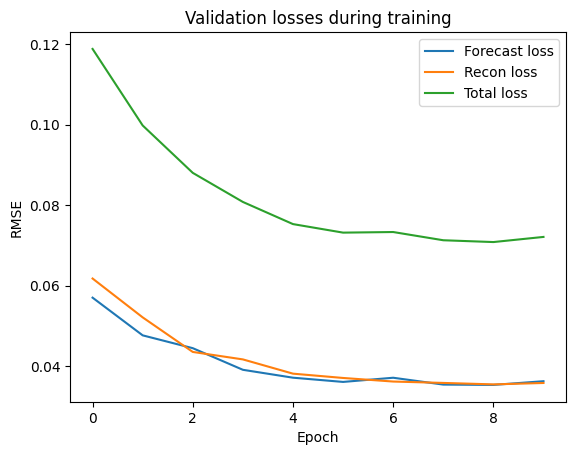 Validation losses during training
0.12
0.10
0.08
0.06
0.04
RMSE
Forecast loss
Recon loss
Total loss
0
2
4
6
8
Epoch